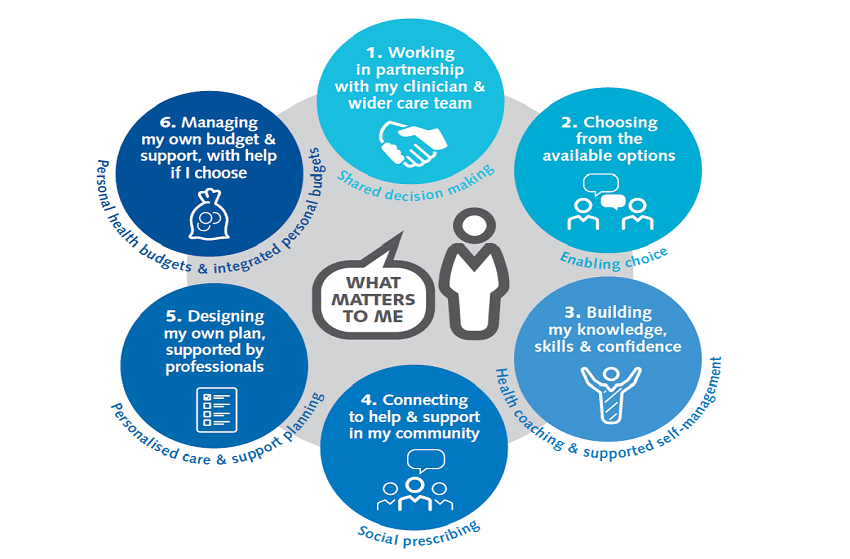 1. Working
in partnership
with my clinician &
wider care team
Shared decision making
2. Choosing
from the
available options
Enabling choice
3. Building
my knowledge,
skills & confidence
Health coaching & supported self-management
4. Connecting
to help & support
in my community
Social prescribing
5. Designing
my own plan,
supported by
professionals
Personalised care & support planning
6. Managing
my own budget &
support, with help
if I choose
Personal health budgets & integrated personal budgets
WHAT
MATTERS
TO ME